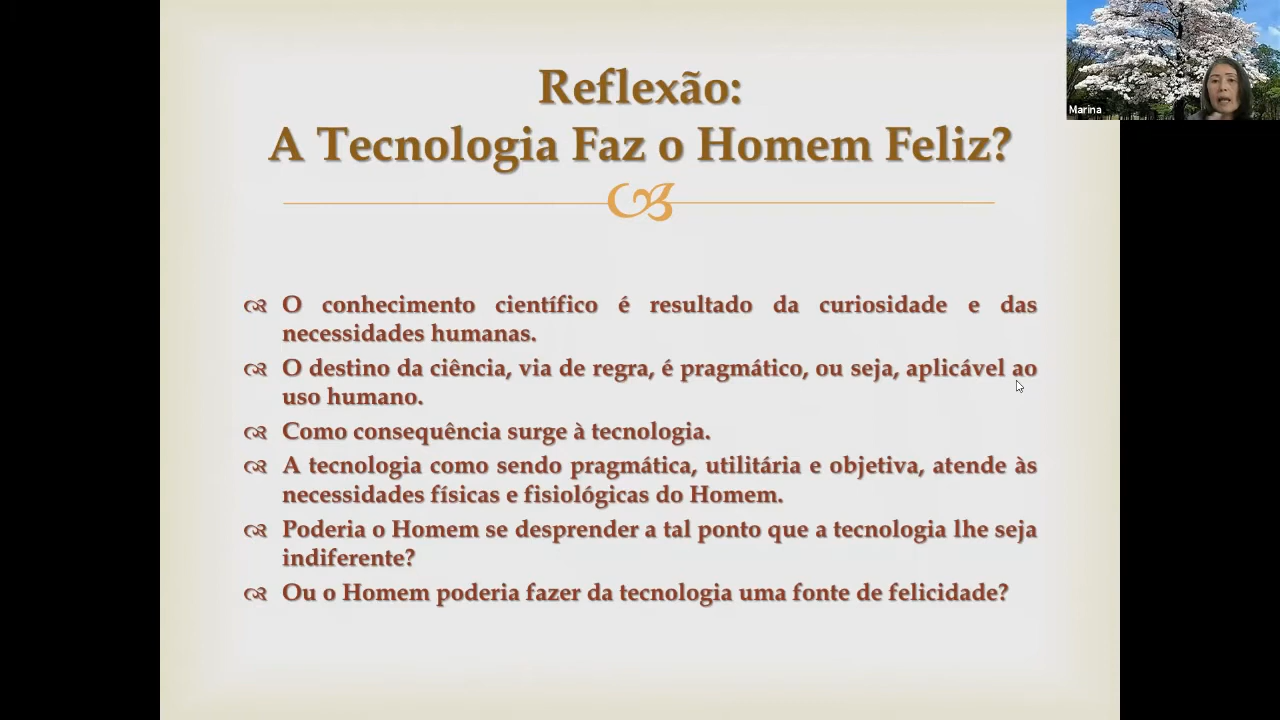 Reflexão:
A Tecnologia Faz o Homem Feliz?
Marina
O conhecimento científico é resultado da curiosidade e das
necessidades humanas.
O destino da ciência, via de regra, é pragmático, ou seja, aplicável ao
uso humano.
Como consequência surge à tecnologia.
A tecnologia como sendo pragmática, utilitária e objetiva, atende às
necessidades físicas e fisiológicas do Homem.
Poderia o Homem se desprender a tal ponto que a tecnologia lhe seja
indiferente?
Ou o Homem poderia fazer da tecnologia uma fonte de felicidade?